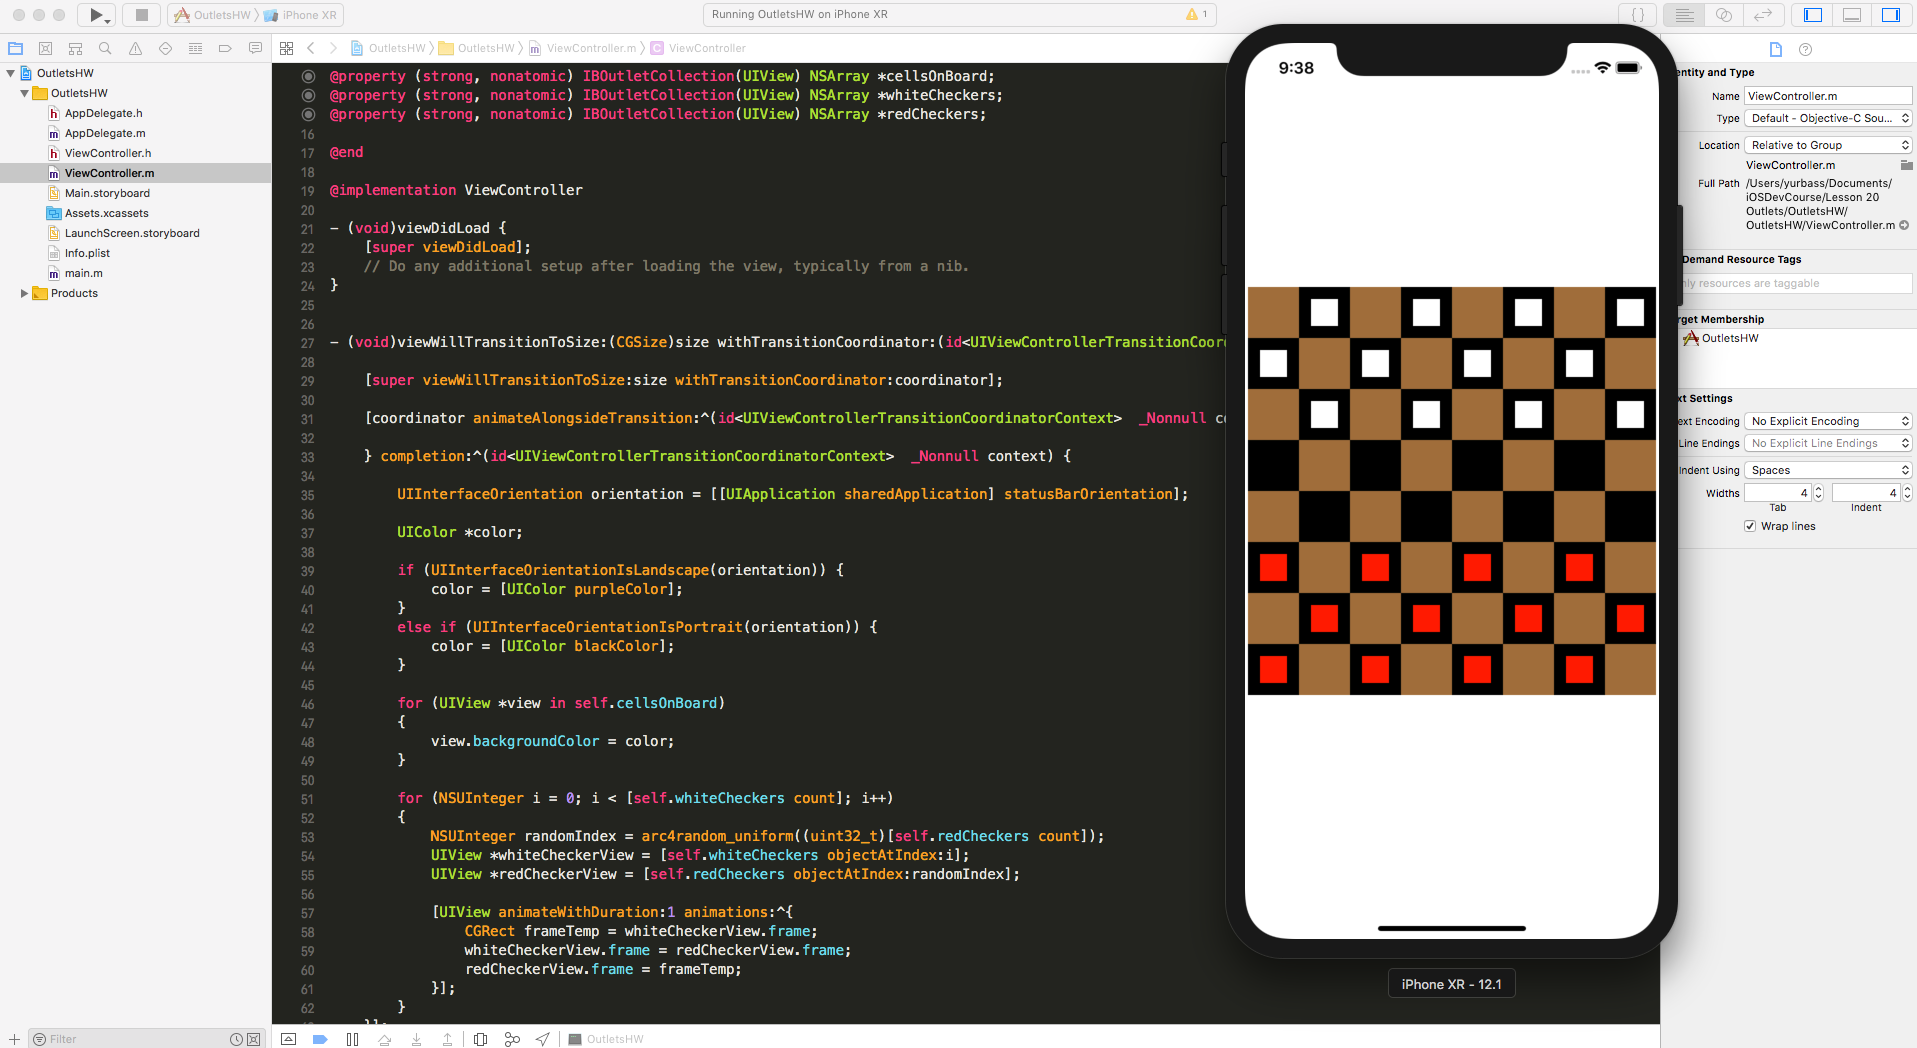 OutletsHW
iPhone XR
Running OutletsHW on iPhone XR
1
OutletsHW
OutletsHW
ViewController.m
ViewController
OutletsHW
OutletsHW
AppDelegate.h
AppDelegate.m
ViewController.h
ViewController.m
Main.storyboard
Assets.xcassets
LaunchScreen.storyboard
Info.plist
main.m
Products
Filter
@property (strong, nonatomic) IBOutletCollection(UIView) NSArray *cellsOnBoard;
@property (strong, nonatomic) IBOutletCollection(UIView) NSArray *whiteCheckers;
@property (strong, nonatomic) IBOutletCollection(UIView) NSArray *redCheckers;
16
17 @end
18
19 @implementation ViewController
20
21 - (void)viewDidLoad {
22 [super viewDidLoad];
23 // Do any additional setup after loading the view, typically from a nib.
24 }
25
26
27 - (void)viewWillTransitionToSize:(CGSize)size withTransitionCoordinator:(id<UIViewControllerTransitionCoor
28
29 [super viewWillTransitionToSize:size withTransitionCoordinator:coordinator];
30
31 [coordinator animateAlongsideTransition:^(id<UIViewControllerTransitionCoordinatorContext> _Nonnull co
32
33 } completion:^(id<UIViewControllerTransitionCoordinatorContext> _Nonnull context) {
34
35 UIInterfaceOrientation orientation = [[UIApplication sharedApplication] statusBarOrientation];
36
37 UIColor *color;
38
39 if (UIInterfaceOrientationIsLandscape(orientation)) {
40 color = [UIColor purpleColor];
41 }
42 else if (UIInterfaceOrientationIsPortrait(orientation)) {
43 color = [UIColor blackColor];
44 }
45
46 for (UIView *view in self.cellsOnBoard)
47 {
48 view.backgroundColor = color;
49 }
50
51 for (NSUInteger i = 0; i < [self.whiteCheckers count]; i++)
52 {
53 NSUInteger randomIndex = arc4random_uniform((uint32_t)[self.redCheckers count]);
54 UIView *whiteCheckerView = [self.whiteCheckers objectAtIndex:i];
55 UIView *redCheckerView = [self.redCheckers objectAtIndex:randomIndex];
56
57 [UIView animateWithDuration:1 animations:^{
58 CGRect frameTemp = whiteCheckerView.frame;
59 whiteCheckerView.frame = redCheckerView.frame;
60 redCheckerView.frame = frameTemp;
61 }];
62 }
OutletsHW
9:38
iPhone XR - 12.1
entity and Type
Name ViewController.m
Type Default - Objective-C Sou...
Location Relative to Group
ViewController.m
Full Path /Users/yurbass/Documents/
iOSDevCourse/Lesson 20
Outlets/OutletsHW/
OutletsHW/ViewController.m
Demand Resource Tags
nly resources are taggable
rget Membership
OutletsHW
xt Settings
ext Encoding No Explicit Encoding
Line Endings No Explicit Line Endings
Indent Using Spaces
Widths 4 4
Tab Indent
Wrap lines